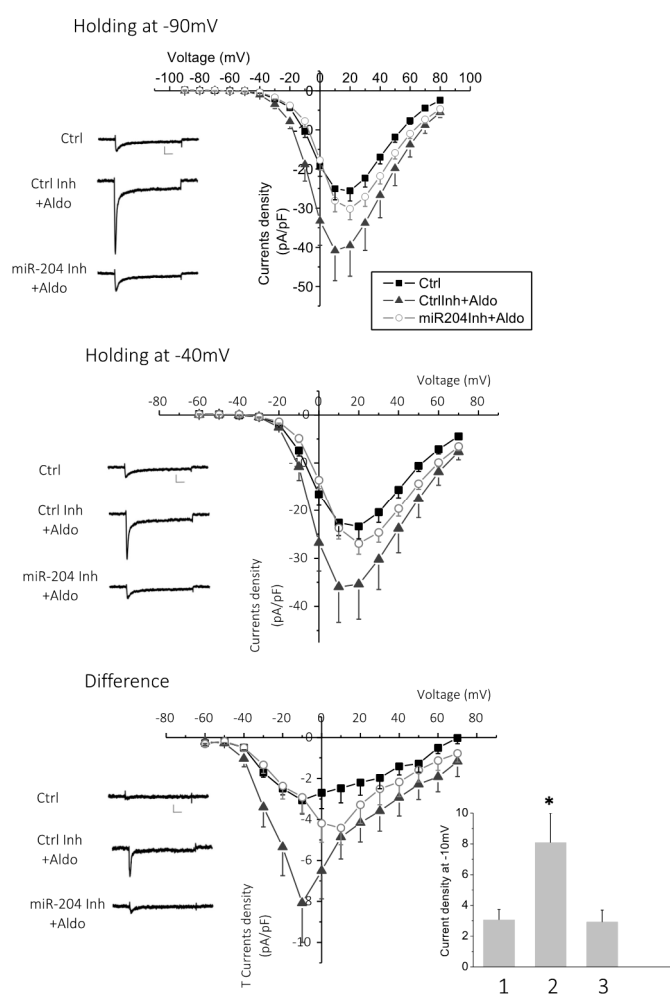 Holding at -90mV
Voltage (mV)
-100 -80 -60 -40 -20 0 20 40 60 80 100
0
-10
-20
-30
-40
-50
Currents density
(pA/pF)
Ctrl
Ctrl Inh
+Aldo
miR-204 Inh
+Aldo
Ctrl
CtrlInh+Aldo
miR204Inh+Aldo
Holding at -40mV
Voltage (mV)
-80 -60 -40 -20 0 20 40 60 80
0
-10
-20
-30
-40
Currents density
(pA/pF)
Ctrl
Ctrl Inh
+Aldo
miR-204 Inh
+Aldo
Difference
Voltage (mV)
-80 -60 -40 -20 0 20 40 60 80
0
-2
-4
-6
-8
-10
T Currents density
(pA/pF)
Ctrl
Ctrl Inh
+Aldo
miR-204 Inh
+Aldo
Current density at -10mV
10
8
6
4
2
0
*
1 2 3